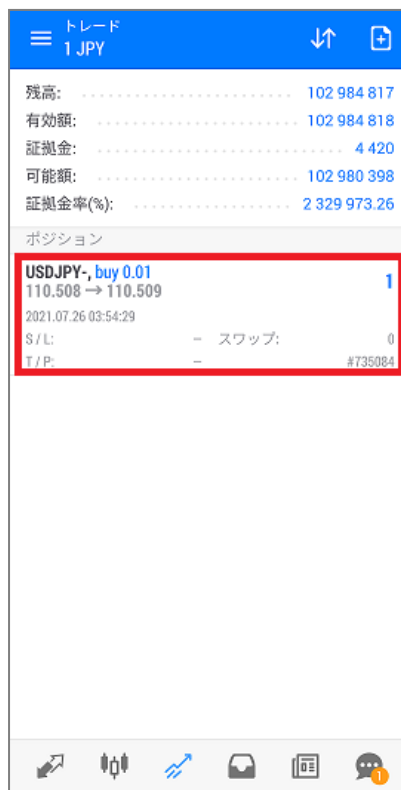 トレード
1 JPY
残高: 102 984 817
有効額: 102 984 818
証拠金: 4 420
可能額: 102 980 398
証拠金率(%): 2 329 973.26
ポジション
USDJPY-, buy 0.01 1
110.508 → 110.509
2021.07.26 03:54:29
S / L: – スワップ: 0
T / P: – #735084
1